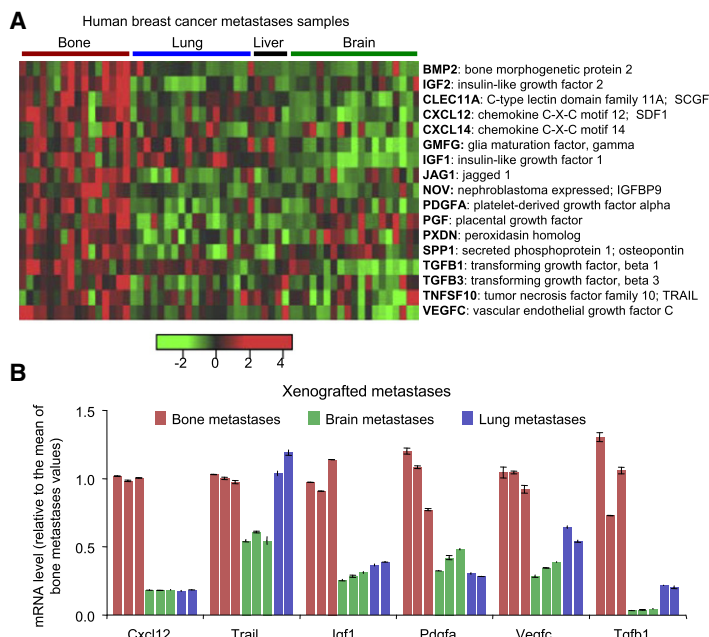 A
Human breast cancer metastases samples
Bone Lung Liver Brain
BMP2: bone morphogenetic protein 2
IGF2: insulin-like growth factor 2
CLEC11A: C-type lectin domain family 11A; SCGF
CXCL12: chemokine C-X-C motif 12; SDF1
CXCL14: chemokine C-X-C motif 14
GMFG: glia maturation factor, gamma
IGF1: insulin-like growth factor 1
JAG1: jagged 1
NOV: nephroblastoma expressed; IGFBP9
PDGFA: platelet-derived growth factor alpha
PGF: placental growth factor
PXDN: peroxidasin homolog
SPP1: secreted phosphoprotein 1; osteopontin
TGFB1: transforming growth factor, beta 1
TGFB3: transforming growth factor, beta 3
TNFSF10: tumor necrosis factor family 10; TRAIL
VEGFC: vascular endothelial growth factor C
-2 0 2 4
B
Xenografted metastases
Bone metastases Brain metastases Lung metastases
mRNA level (relative to the mean of
bone metastases values)
1.5
1.0
0.5
0.0
Cxcl12 Trail Igf1 Pdgfa Vegfc Tgfb1